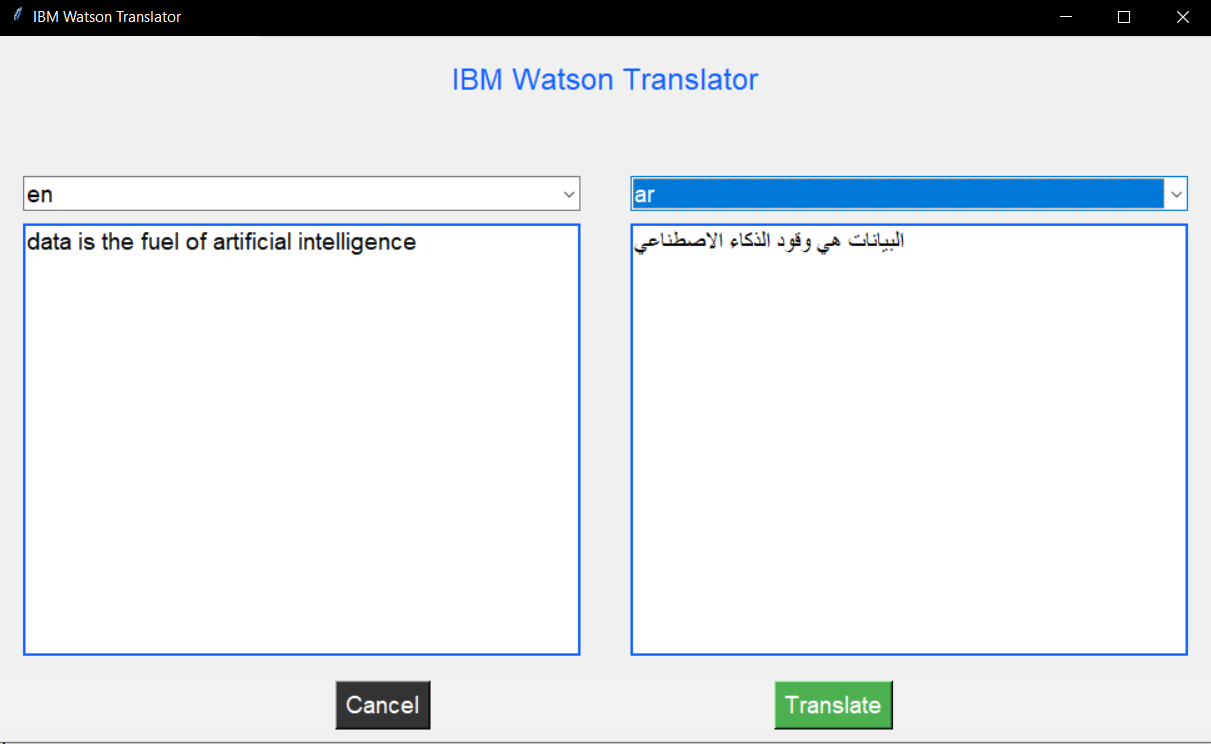 IBM Watson Translator
IBM Watson Translator
en
ar
data is the fuel of artificial intelligence
البيانات هي وقود الذكاء الاصطناعي
Cancel
Translate